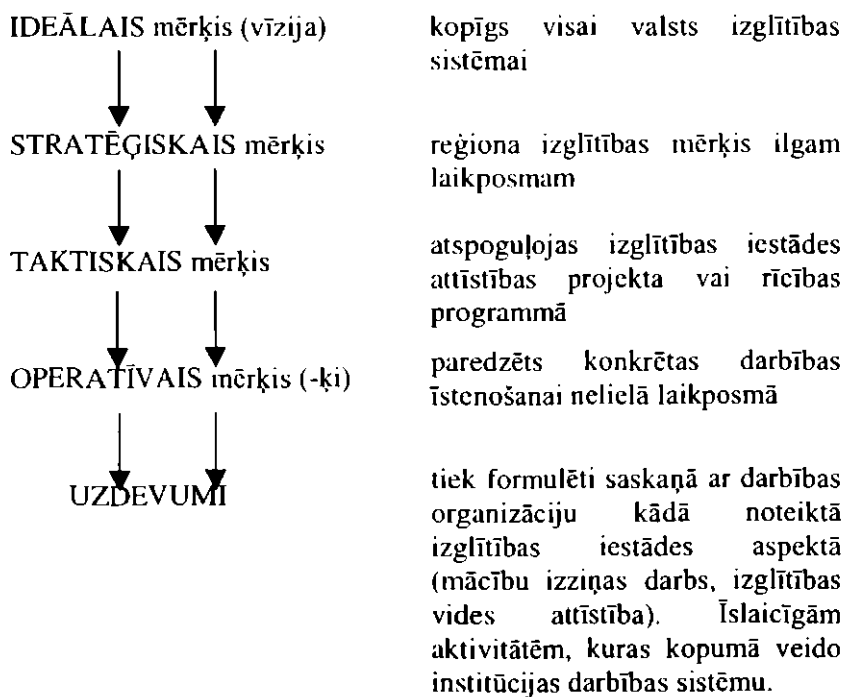 IDEĀLAIS mērķis (vīzija)
kopīgs visai valsts izglītības
sistēmai
STRATĒĢISKAIS mērķis
reģiona izglītības mērķis ilgam
laikposmam
TAKTISKAIS mērķis
atspoguļojas izglītības iestādes
attīstības projekta vai rīcības
programmā
OPERATĪVAIS mērķis (-ķi)
paredzēts konkrētas darbības
īstenošanai nelielā laikposmā
UZDEVUMI
tiek formulēti saskaņā ar darbības
organizāciju kādā noteiktā
izglītības iestādes aspektā
(mācību izziņas darbs, izglītības
vides attīstība). Īslaicīgām
aktivitātēm, kuras kopumā veido
institūcijas darbības sistēmu.